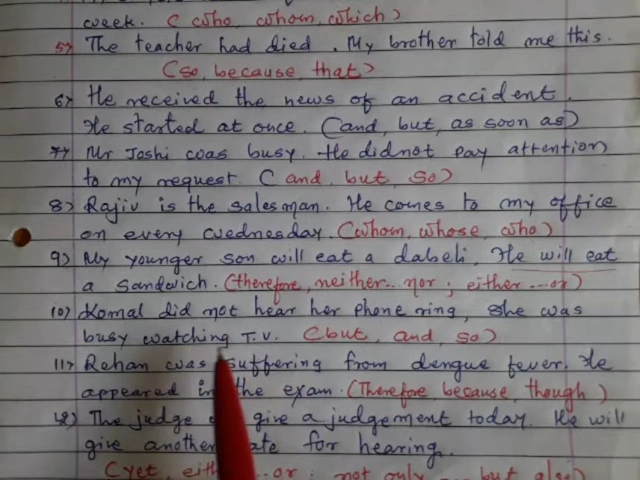 week. (who, whom, which)
5) The teacher had died. My brother told me this.
(so, because, that)
6) He received the news of an accident.
He started at once. (and, but, as soon as)
7) Mr Joshi was busy. He didnot pay attention
to my request. (and, but, so)
8) Rajiv is the salesman. He comes to my office
on every wednesday. (whom, whose, who)
9) My younger son will eat a dabeli. He will eat
a sandwich. (therefore, neither...nor, either...or)
10) Komal did not hear her phone ring, She was
busy watching T.V. (but, and, so)
11) Rehan was suffering from dengue fever. He
appeared in the exam. (Therefore because, though)
12) The judge give a judgement today. He will
give another for hearing.
(yet, or, not only...but also)